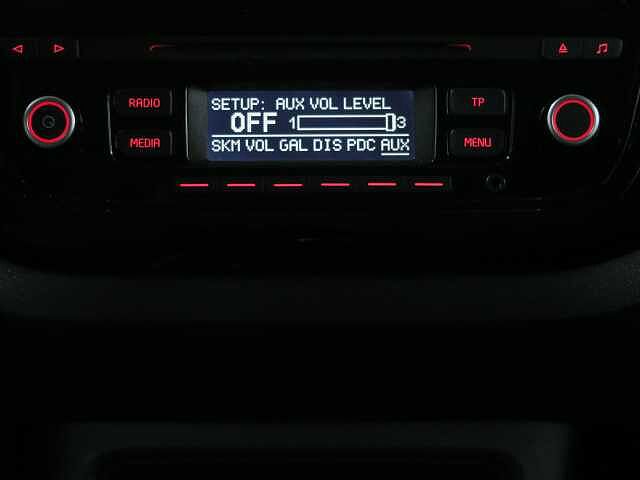 RADIO
MEDIA
SETUP: AUX VOL LEVEL
OFF 1 3
SKM VOL GAL DIS PDC AUX
TP
MENU